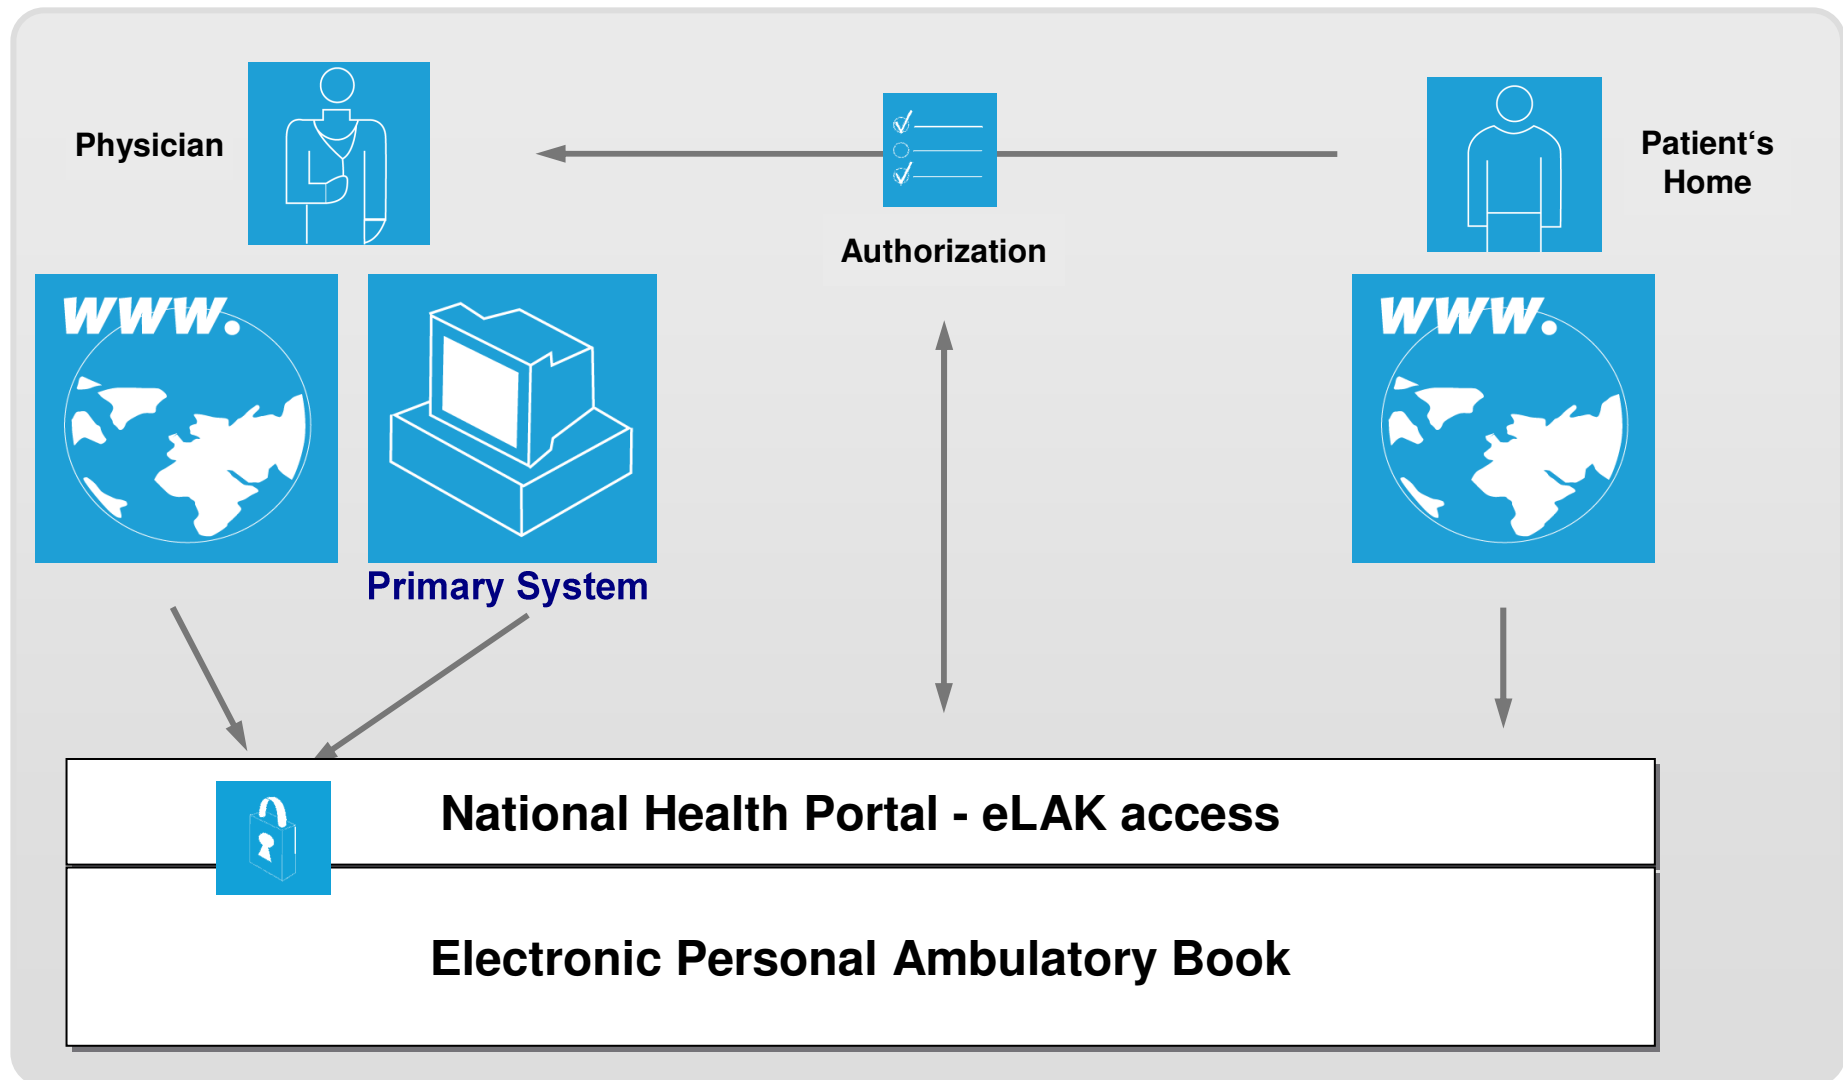 Physician
Patient‘s
Home
Authorization
www.
www.
Primary System
National Health Portal - eLAK access
Electronic Personal Ambulatory Book